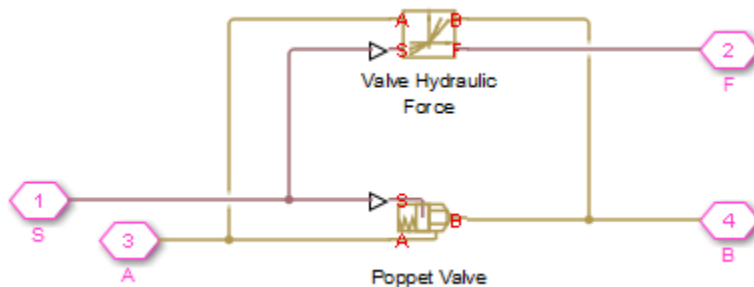 A B
S F
Valve Hydraulic
Force
2
F
1
S
S
B
A
3
A
4
B
Poppet Valve